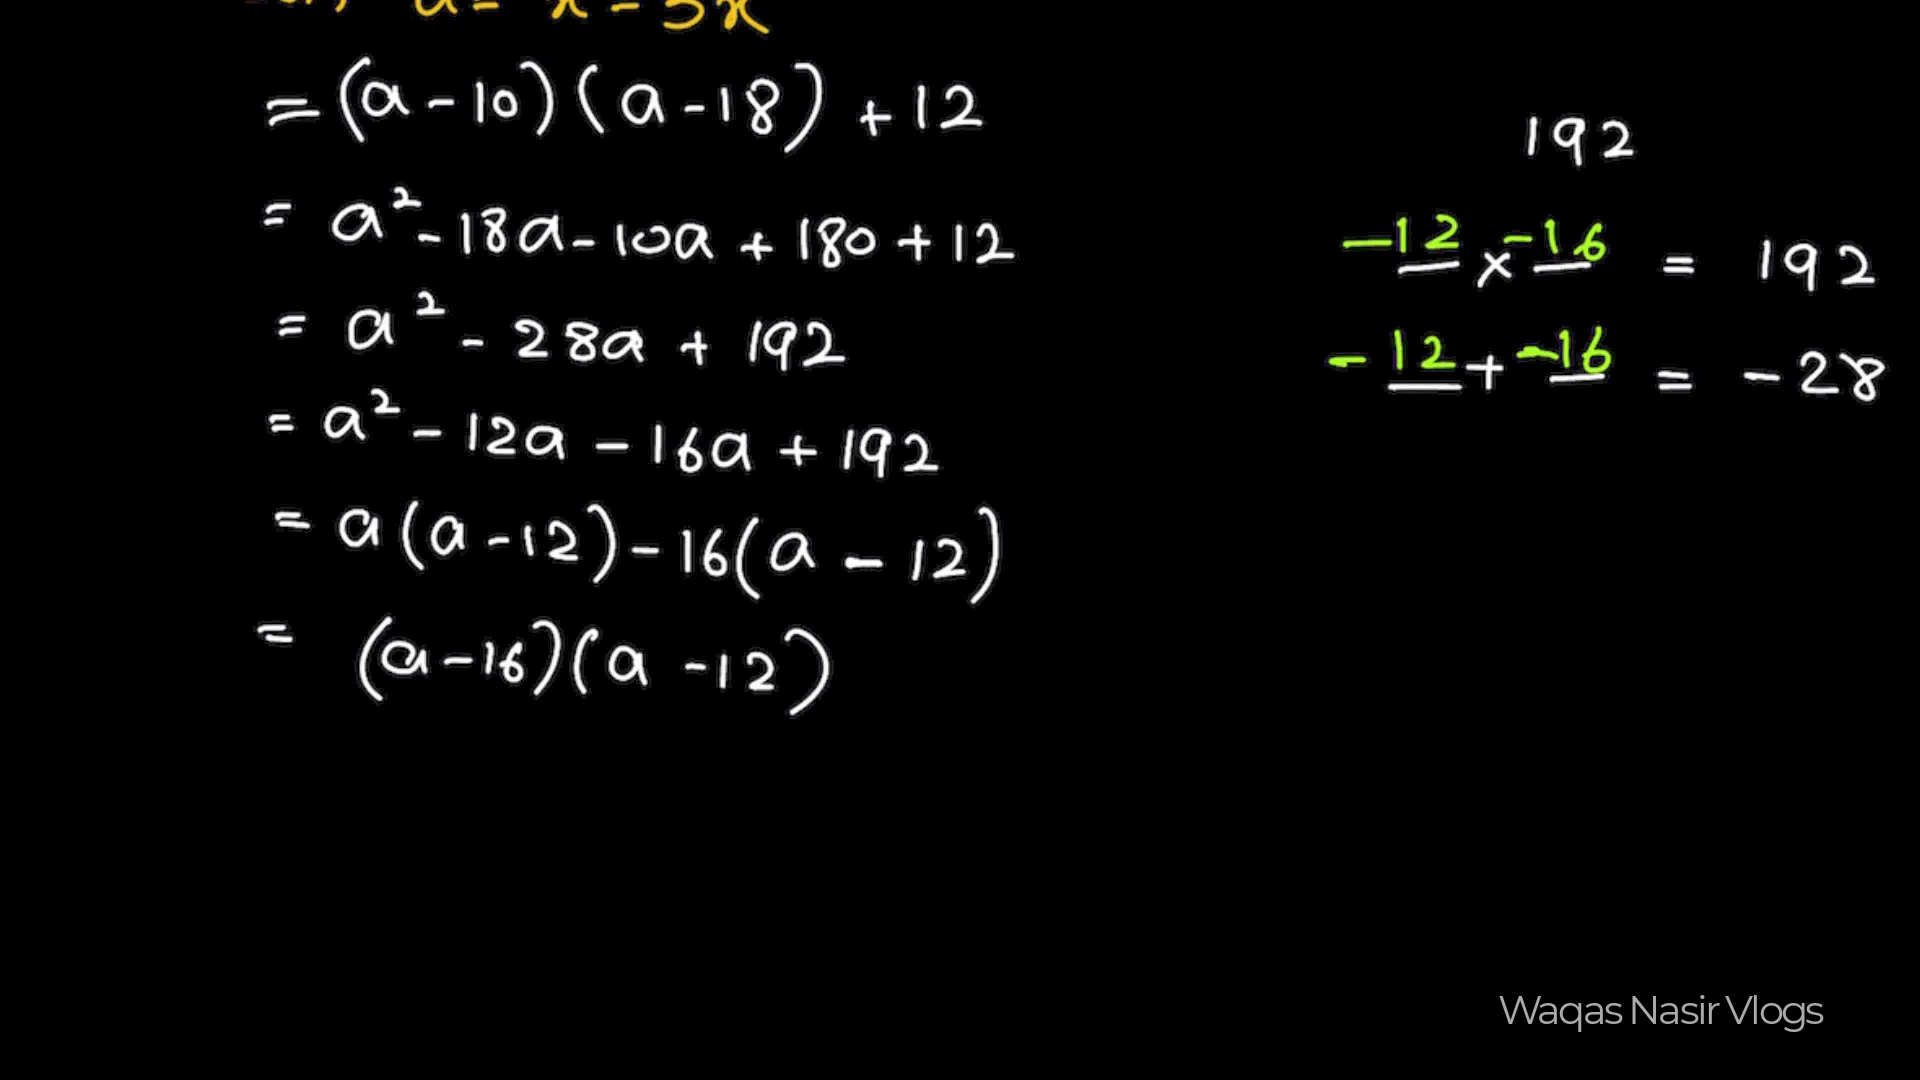 a = x - 3x
= (a - 10)(a - 18) + 12
= a² - 18a - 10a + 180 + 12
= a² - 28a + 192
= a² - 12a - 16a + 192
= a(a - 12) - 16(a - 12)
= (a - 16)(a - 12)
192
-12 × -16 = 192
-12 + -16 = -28
Waqas Nasir Vlogs